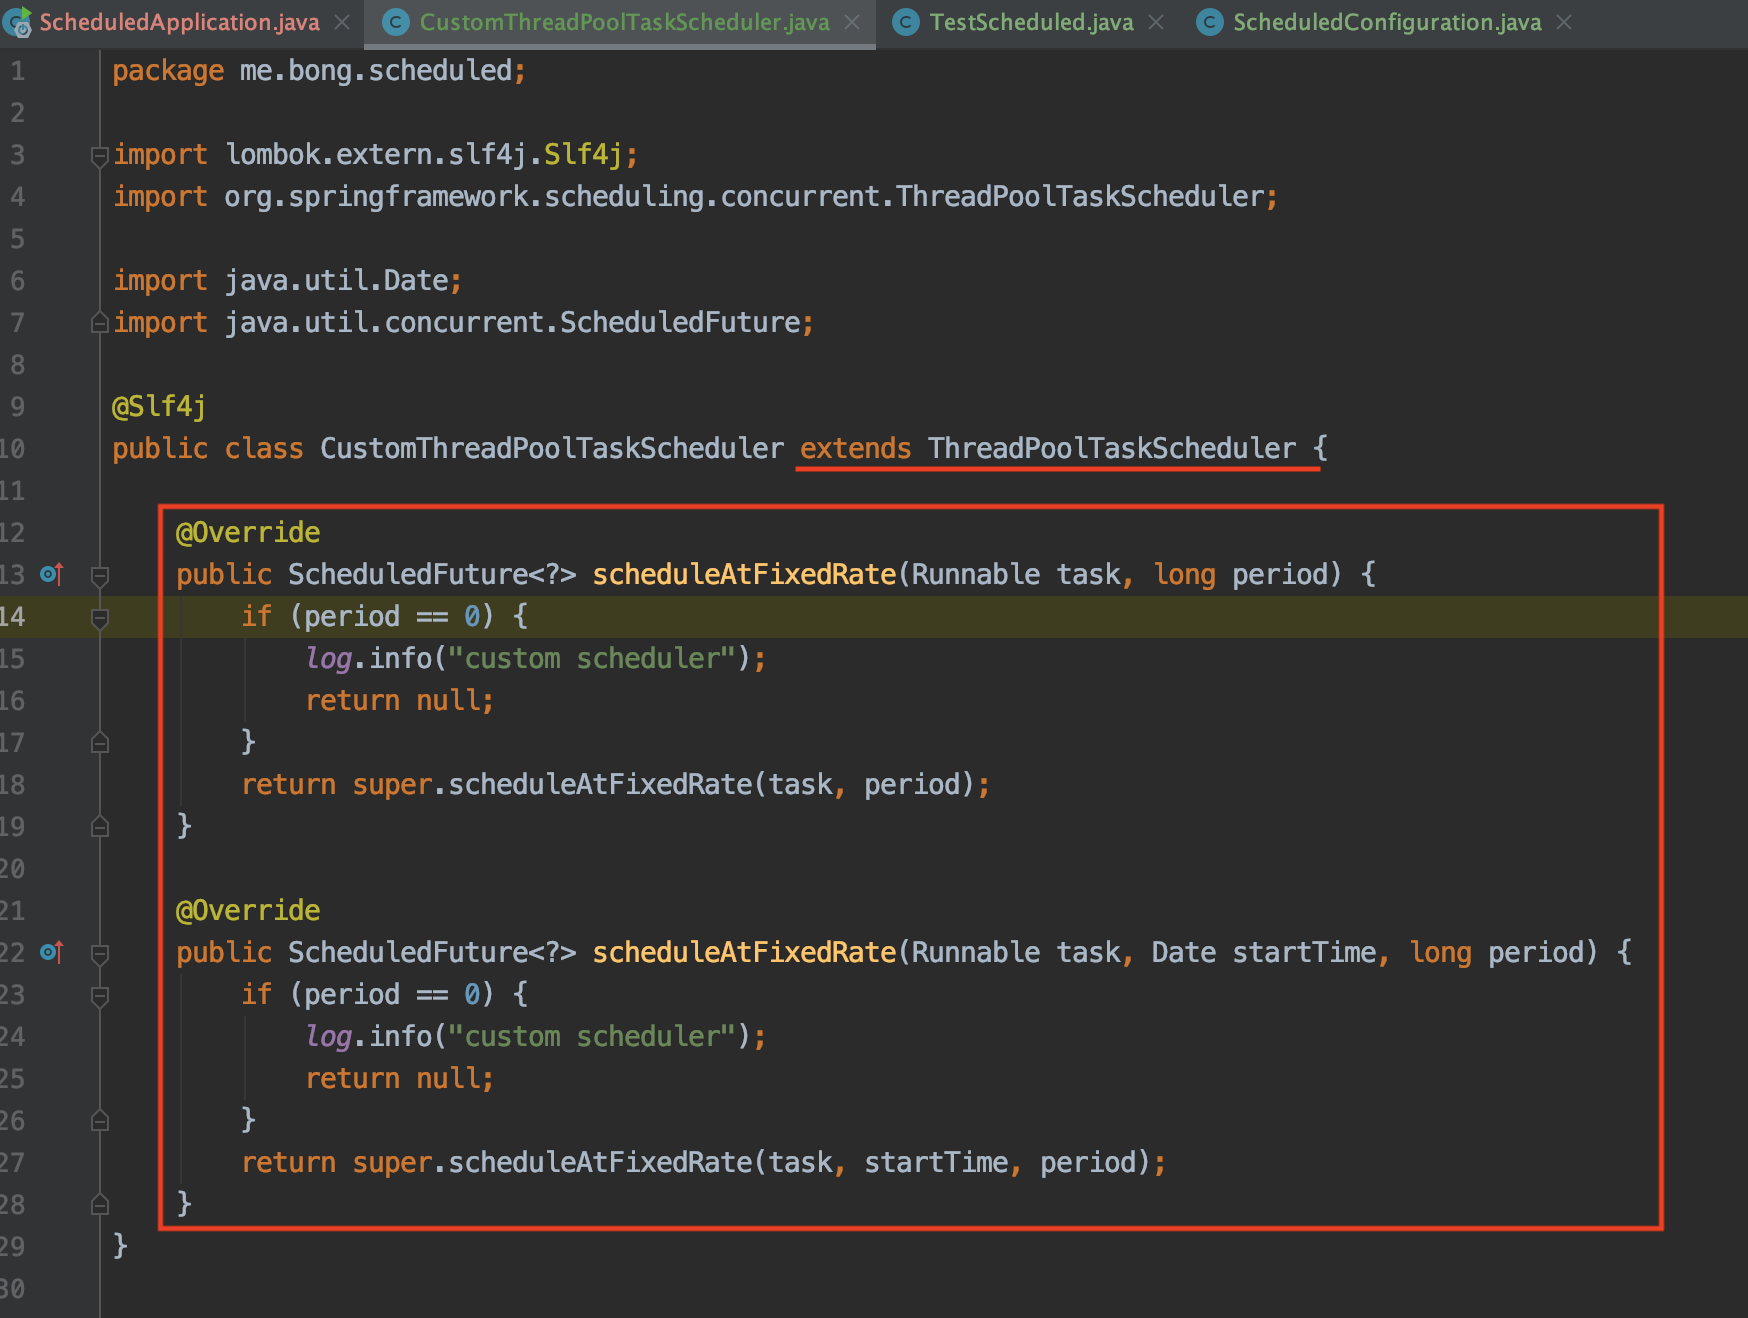 ScheduledApplication.java CustomThreadPoolTaskScheduler.java TestScheduled.java ScheduledConfiguration.java
1 package me.bong.scheduled;
2
3 import lombok.extern.slf4j.Slf4j;
4 import org.springframework.scheduling.concurrent.ThreadPoolTaskScheduler;
5
6 import java.util.Date;
7 import java.util.concurrent.ScheduledFuture;
8
9 @Slf4j
10 public class CustomThreadPoolTaskScheduler extends ThreadPoolTaskScheduler {
11
12 @Override
13 public ScheduledFuture<?> scheduleAtFixedRate(Runnable task, long period) {
14 if (period == 0) {
15 log.info("custom scheduler");
16 return null;
17 }
18 return super.scheduleAtFixedRate(task, period);
19 }
20
21 @Override
22 public ScheduledFuture<?> scheduleAtFixedRate(Runnable task, Date startTime, long period) {
23 if (period == 0) {
24 log.info("custom scheduler");
25 return null;
26 }
27 return super.scheduleAtFixedRate(task, startTime, period);
28 }
29 }
30